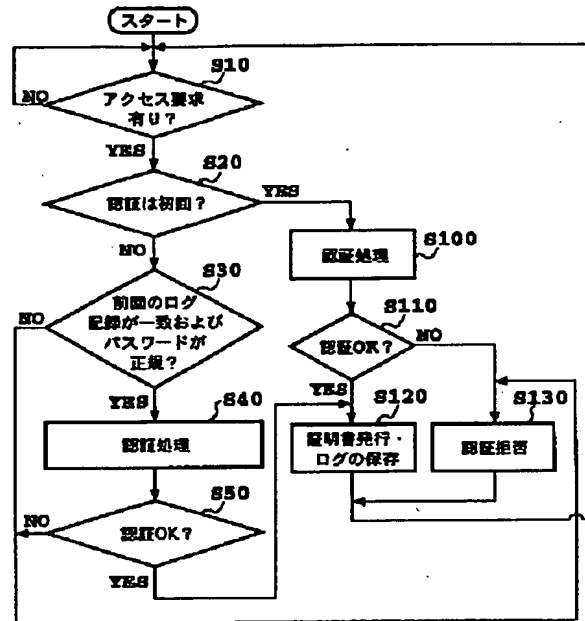 スタート
S10
アクセス要求
有り？
NO
YES
S20
認証は初回？
YES
NO
S100
認証処理
S30
前回のログ
記録が一致および
パスワードが
正規？
NO
YES
S110
認証OK？
NO
YES
S40
認証処理
S120
証明書発行・
ログの保存
S130
認証拒否
S50
認証OK？
NO
YES